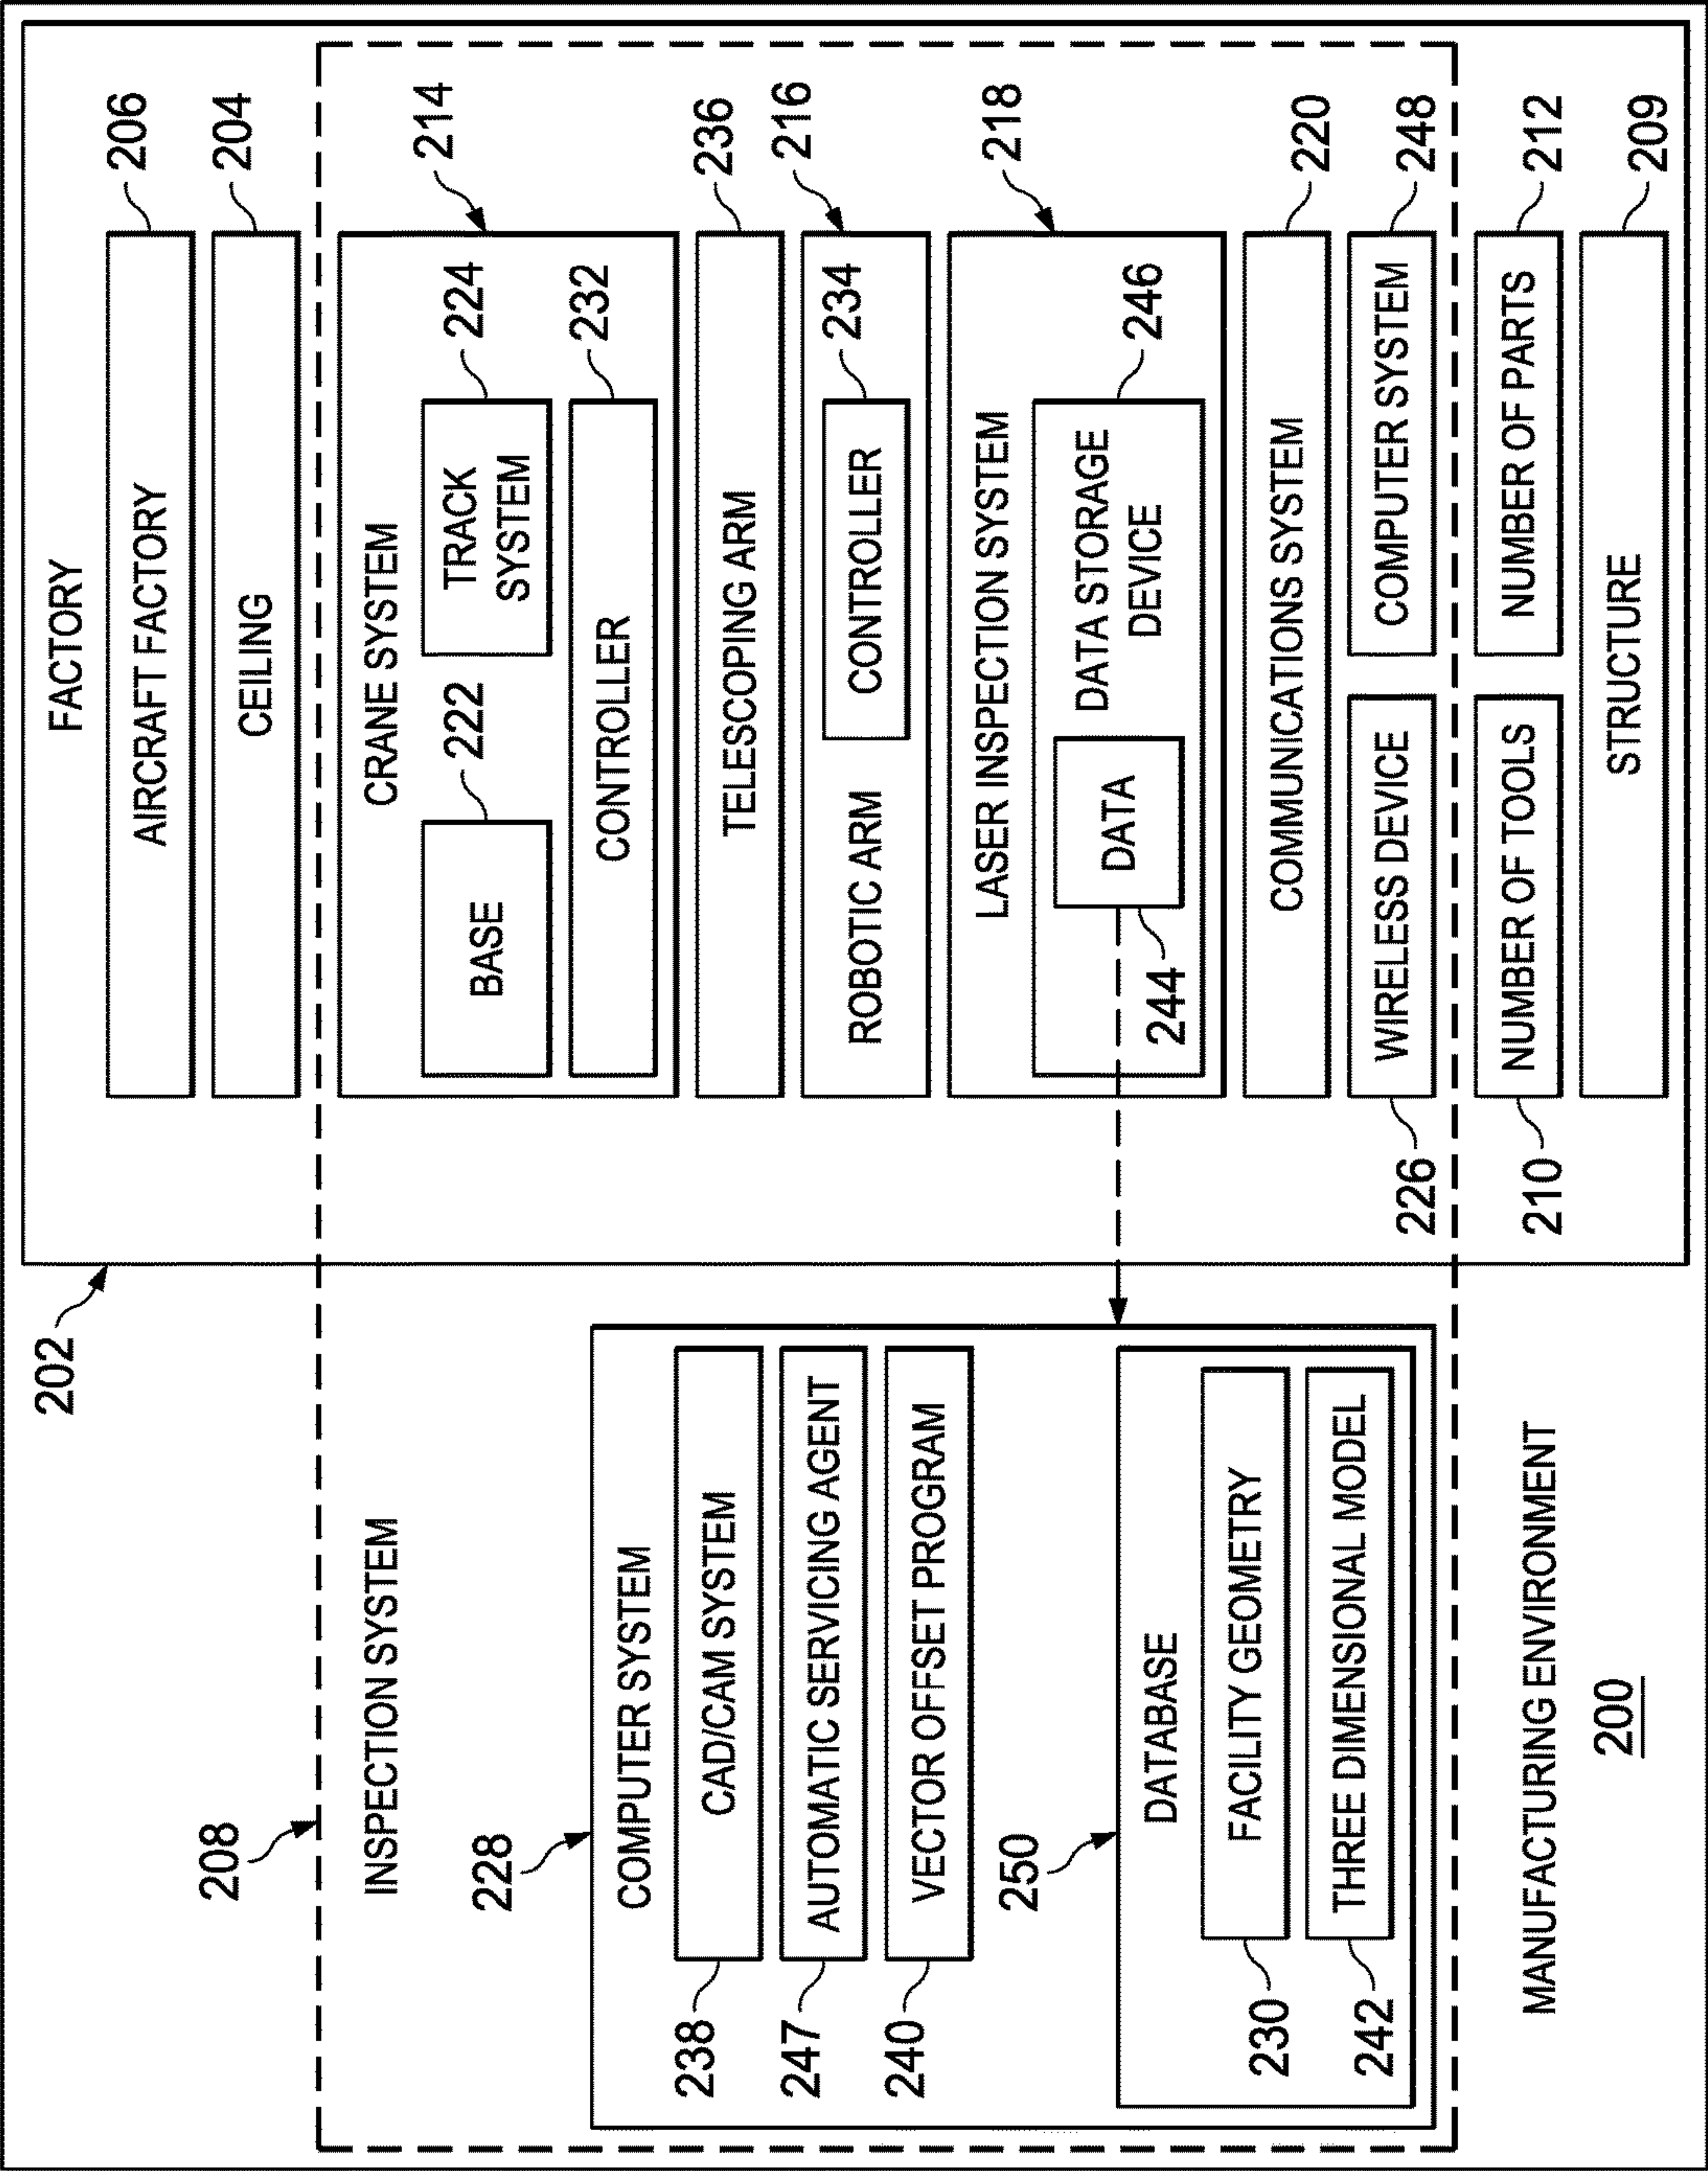 202
FACTORY
AIRCRAFT FACTORY
206
CEILING
204
208
INSPECTION SYSTEM
CRANE SYSTEM
214
BASE
222
TRACK
SYSTEM
224
CONTROLLER
232
TELESCOPING ARM
236
ROBOTIC ARM
216
CONTROLLER
234
LASER INSPECTION SYSTEM
218
DATA STORAGE
DEVICE
246
DATA
244
COMMUNICATIONS SYSTEM
220
WIRELESS DEVICE
226
COMPUTER SYSTEM
248
NUMBER OF TOOLS
210
NUMBER OF PARTS
212
STRUCTURE
209
228
COMPUTER SYSTEM
238
CAD/CAM SYSTEM
247
AUTOMATIC SERVICING AGENT
240
VECTOR OFFSET PROGRAM
250
DATABASE
230
FACILITY GEOMETRY
242
THREE DIMENSIONAL MODEL
MANUFACTURING ENVIRONMENT
200